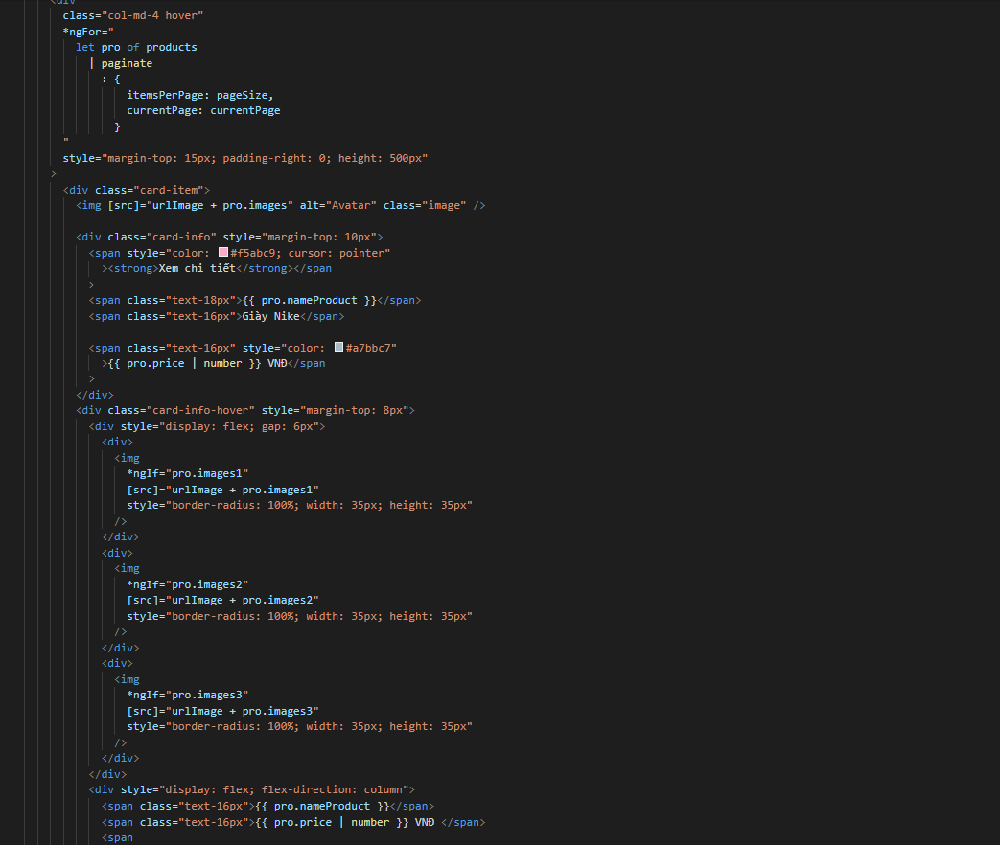 <div
class="col-md-4 hover"
*ngFor="
let pro of products
| paginate
: {
itemsPerPage: pageSize,
currentPage: currentPage
}
"
style="margin-top: 15px; padding-right: 0; height: 500px"
>
<div class="card-item">
<img [src]="urlImage + pro.images" alt="Avatar" class="image" />
<div class="card-info" style="margin-top: 10px">
<span style="color: #f5abc9; cursor: pointer"
><strong>Xem chi tiết</strong></span
>
<span class="text-18px">{{ pro.nameProduct }}</span>
<span class="text-16px">Giày Nike</span>
<span class="text-16px" style="color: #a7bbc7"
>{{ pro.price | number }} VNĐ</span
>
</div>
<div class="card-info-hover" style="margin-top: 8px">
<div style="display: flex; gap: 6px">
<div>
<img
*ngIf="pro.images1"
[src]="urlImage + pro.images1"
style="border-radius: 100%; width: 35px; height: 35px"
/>
</div>
<div>
<img
*ngIf="pro.images2"
[src]="urlImage + pro.images2"
style="border-radius: 100%; width: 35px; height: 35px"
/>
</div>
<div>
<img
*ngIf="pro.images3"
[src]="urlImage + pro.images3"
style="border-radius: 100%; width: 35px; height: 35px"
/>
</div>
</div>
<div style="display: flex; flex-direction: column">
<span class="text-16px">{{ pro.nameProduct }}</span>
<span class="text-16px">{{ pro.price | number }} VNĐ </span>
<span